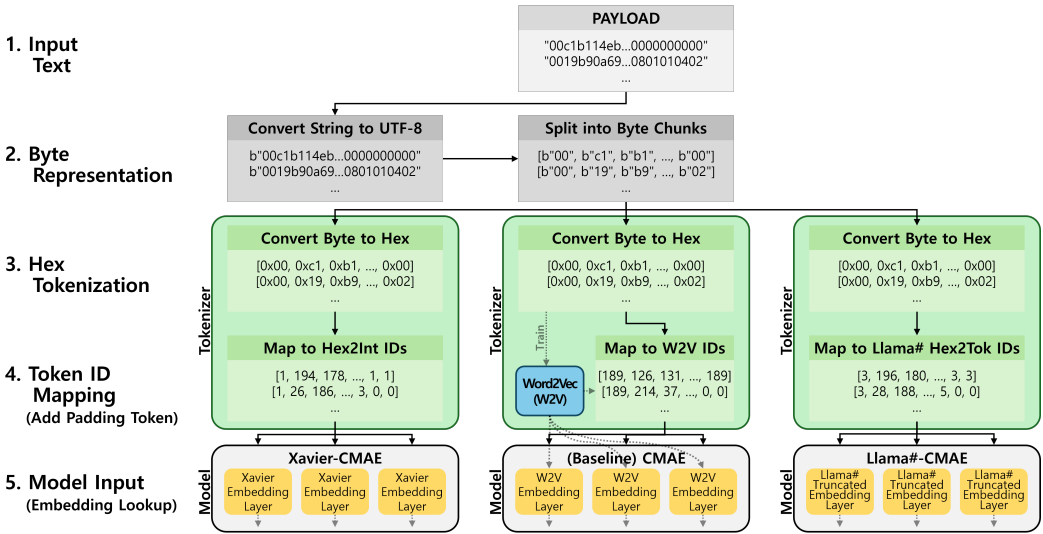 1. Input
Text
PAYLOAD
"00c1b114eb...0000000000"
"0019b90a69...0801010402"
...
2. Byte
Representation
Convert String to UTF-8
b"00c1b114eb...0000000000"
b"0019b90a69...0801010402"
...
Split into Byte Chunks
[b"00", b"c1", b"b1", ..., b"00"]
[b"00", b"19", b"b9", ..., b"02"]
...
3. Hex
Tokenization
Tokenizer
Convert Byte to Hex
[0x00, 0xc1, 0xb1, ..., 0x00]
[0x00, 0x19, 0xb9, ..., 0x02]
...
Tokenizer
Convert Byte to Hex
[0x00, 0xc1, 0xb1, ..., 0x00]
[0x00, 0x19, 0xb9, ..., 0x02]
...
Tokenizer
Convert Byte to Hex
[0x00, 0xc1, 0xb1, ..., 0x00]
[0x00, 0x19, 0xb9, ..., 0x02]
...
4. Token ID
Mapping
(Add Padding Token)
Map to Hex2Int IDs
[1, 194, 178, ..., 1, 1]
[1, 26, 186, ..., 3, 0, 0]
...
Train
Word2Vec
(W2V)
Map to W2V IDs
[189, 126, 131, ..., 189]
[189, 214, 37, ..., 0, 0]
...
Map to Llama# Hex2Tok IDs
[3, 196, 180, ..., 3, 3]
[3, 28, 188, ..., 5, 0, 0]
...
5. Model Input
(Embedding Lookup)
Model
Xavier-CMAE
Xavier
Embedding
Layer
Xavier
Embedding
Layer
Xavier
Embedding
Layer
Model
(Baseline) CMAE
W2V
Embedding
Layer
W2V
Embedding
Layer
W2V
Embedding
Layer
Model
Llama#-CMAE
Llama#
Truncated
Embedding
Layer
Llama#
Truncated
Embedding
Layer
Llama#
Truncated
Embedding
Layer